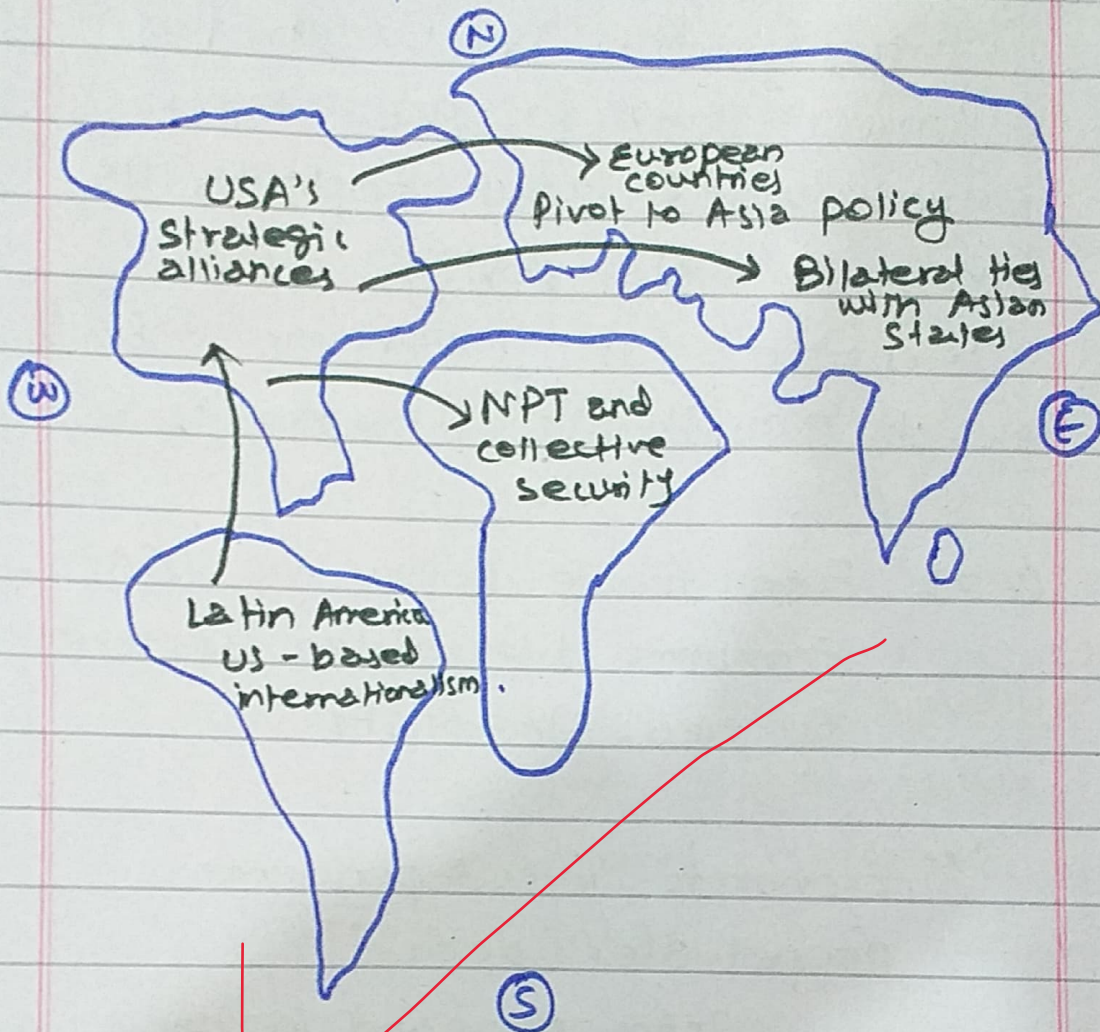 N
USA's
strategic
alliances
European
countries
Pivot to Asia policy
Bilateral ties
with Asian
States
W
E
NPT and
collective
security
Latin America
US - based
internationalism.
S